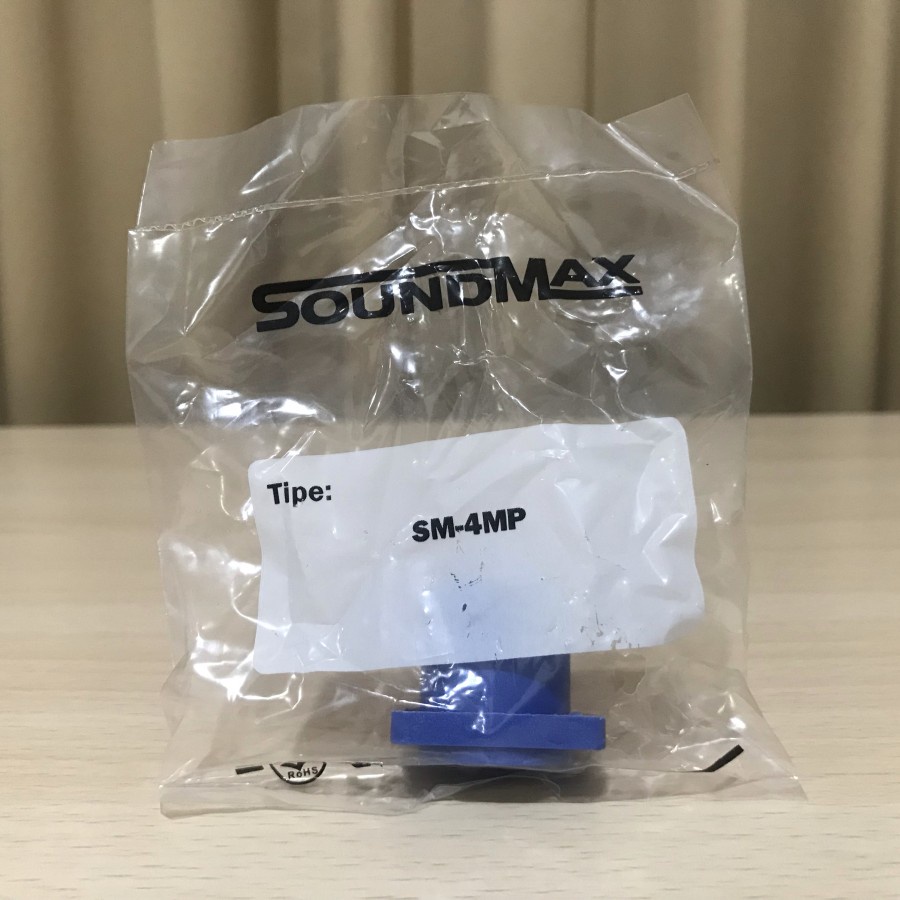 SOUNDMAX
Tipe:
SM-4MP
RoHS